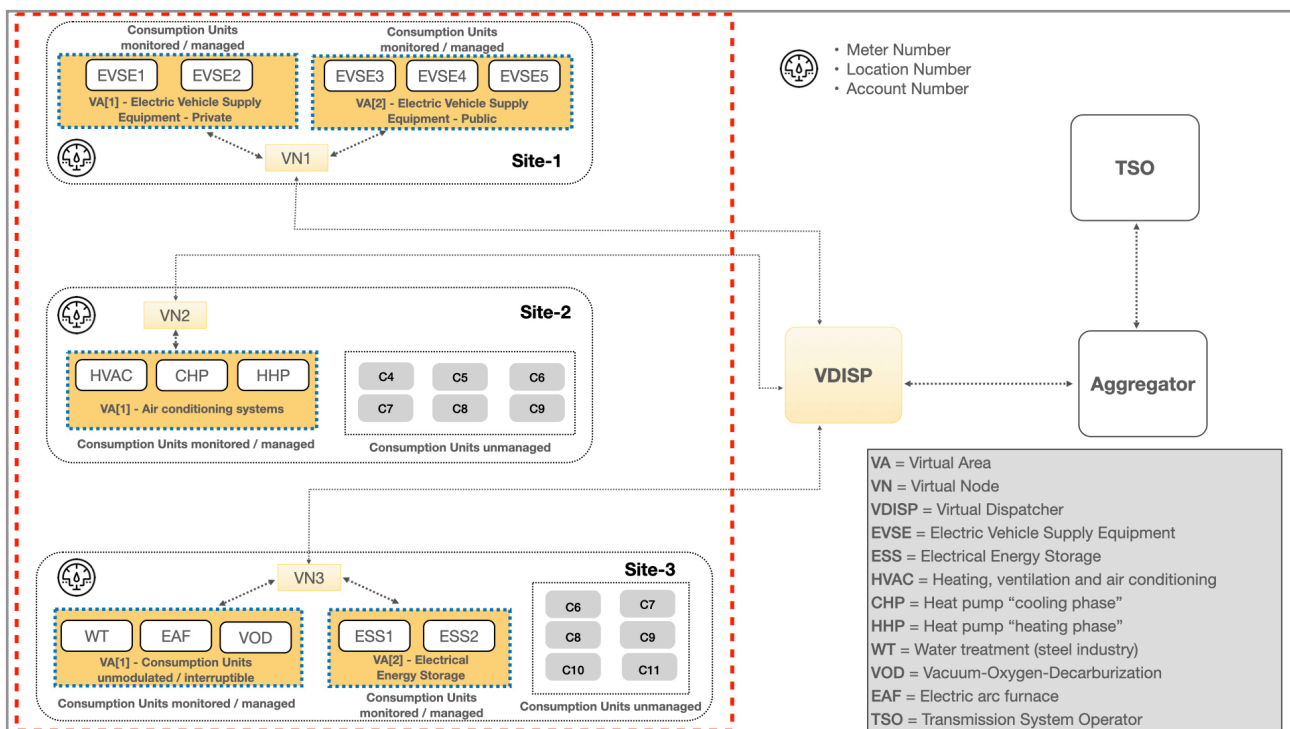 Consumption Units
monitored / managed
EVSE1
EVSE2
VA[1] - Electric Vehicle Supply
Equipment - Private
Consumption Units
monitored / managed
EVSE3
EVSE4
EVSE5
VA[2] - Electric Vehicle Supply
Equipment - Public
VN1
Site-1
• Meter Number
• Location Number
• Account Number
TSO
VN2
Site-2
HVAC
CHP
HHP
VA[1] - Air conditioning systems
Consumption Units monitored / managed
C4
C5
C6
C7
C8
C9
Consumption Units unmanaged
VDISP
Aggregator
VN3
Site-3
WT
EAF
VOD
VA[1] - Consumption Units
unmodulated / interruptible
Consumption Units monitored / managed
ESS1
ESS2
VA[2] - Electrical
Energy Storage
Consumption Units
monitored / managed
C6
C7
C8
C9
C10
C11
Consumption Units unmanaged
VA = Virtual Area
VN = Virtual Node
VDISP = Virtual Dispatcher
EVSE = Electric Vehicle Supply Equipment
ESS = Electrical Energy Storage
HVAC = Heating, ventilation and air conditioning
CHP = Heat pump “cooling phase”
HHP = Heat pump “heating phase”
WT = Water treatment (steel industry)
VOD = Vacuum-Oxygen-Decarburization
EAF = Electric arc furnace
TSO = Transmission System Operator